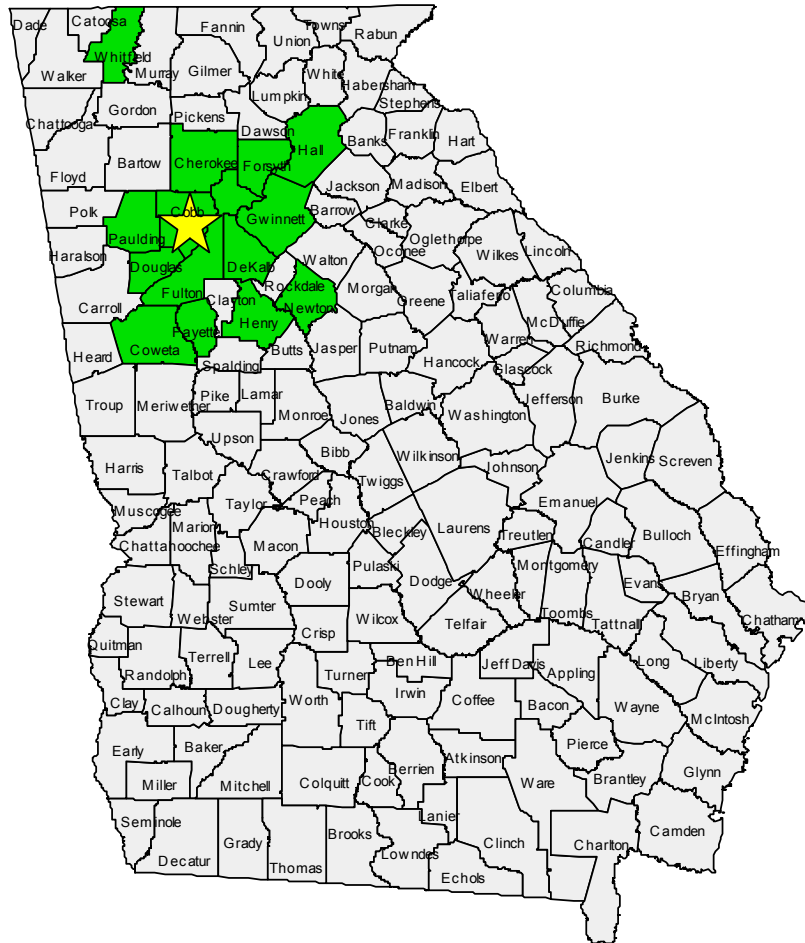 Dade
Catoosa
Fannin
Towns
Union
Rabun
Whitfield
Walker
Murray
Gilmer
White
Habersham
Lumpkin
Stephens
Gordon
Chattooga
Pickens
Dawson
Banks
Franklin
Hart
Hall
Bartow
Cherokee
Forsyth
Floyd
Jackson
Madison
Elbert
Polk
Cobb
Gwinnett
Barrow
Clarke
Paulding
Oglethorpe
Oconee
Wilkes
Lincoln
Haralson
Walton
Douglas
DeKalb
Rockdale
Morgan
Greene
Taliaferro
Columbia
Carroll
Fulton
Clayton
Newton
McDuffie
Henry
Fayette
Warren
Richmond
Coweta
Heard
Butts
Jasper
Putnam
Hancock
Glascock
Spalding
Troup
Meriwether
Pike
Lamar
Monroe
Jones
Baldwin
Washington
Jefferson
Burke
Upson
Bibb
Wilkinson
Jenkins
Screven
Harris
Talbot
Crawford
Twiggs
Johnson
Peach
Taylor
Emanuel
Muscogee
Marion
Houston
Bleckley
Laurens
Treutlen
Candler
Bulloch
Effingham
Chattahoochee
Macon
Schley
Pulaski
Dodge
Wheeler
Montgomery
Evans
Bryan
Dooly
Stewart
Webster
Sumter
Wilcox
Telfair
Toombs
Tattnall
Chatham
Crisp
Quitman
Terrell
Lee
Randolph
Turner
Ben Hill
Jeff Davis
Appling
Long
Liberty
Clay
Calhoun
Dougherty
Worth
Irwin
Coffee
Bacon
Wayne
McIntosh
Tift
Early
Baker
Pierce
Berrien
Atkinson
Miller
Mitchell
Colquitt
Cook
Ware
Brantley
Glynn
Seminole
Lanier
Brooks
Clinch
Charlton
Camden
Decatur
Grady
Thomas
Lowndes
Echols